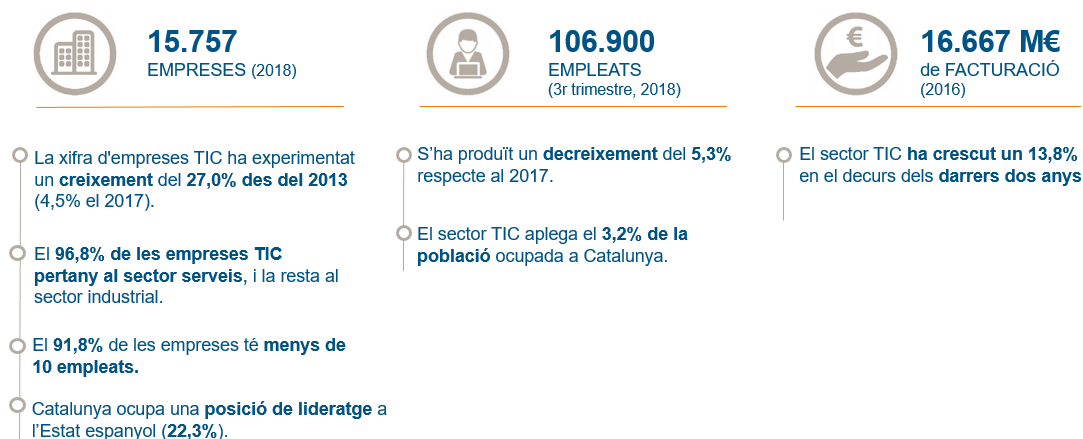 15.757
EMPRESES (2018)
La xifra d'empreses TIC ha experimentat
un creixement del 27,0% des del 2013
(4,5% el 2017).
El 96,8% de les empreses TIC
pertany al sector serveis, i la resta al
sector industrial.
El 91,8% de les empreses té menys de
10 empleats.
Catalunya ocupa una posició de lideratge a
l’Estat espanyol (22,3%).
106.900
EMPLEATS
(3r trimestre, 2018)
S’ha produït un decreixement del 5,3%
respecte al 2017.
El sector TIC aplega el 3,2% de la
població ocupada a Catalunya.
€
16.667 M€
de FACTURACIÓ
(2016)
El sector TIC ha crescut un 13,8%
en el decurs dels darrers dos anys